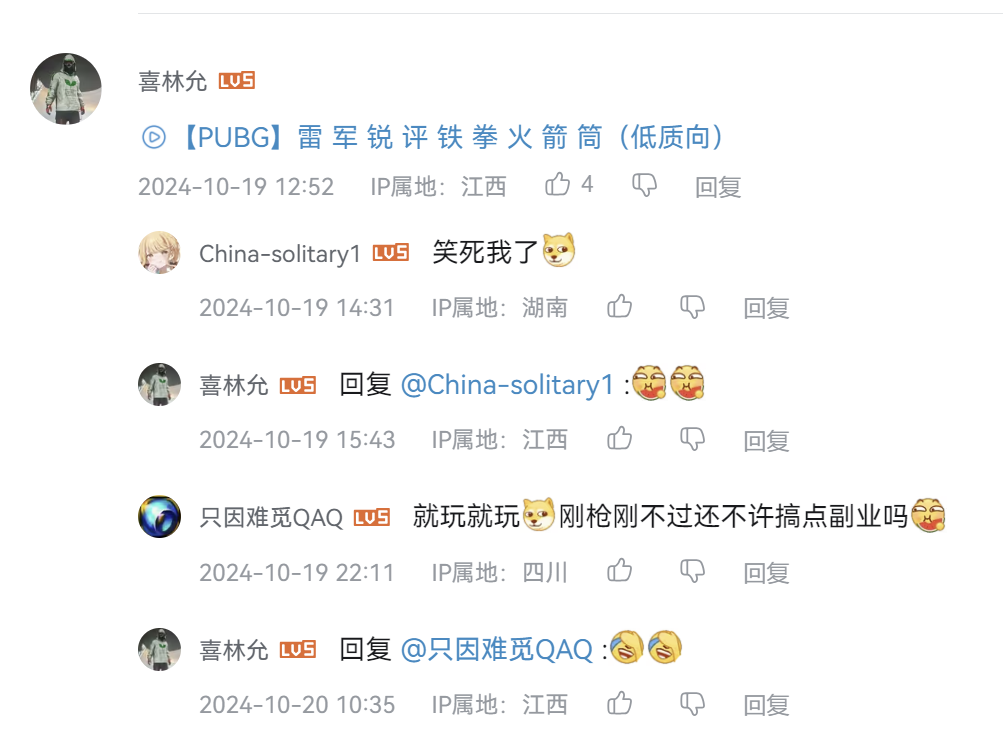 喜林允 LV5
【PUBG】雷 军 锐 评 铁 拳 火 箭 筒（低质向）
2024-10-19 12:52 IP属地：江西 4 回复
China-solitary1 LV5 笑死我了
2024-10-19 14:31 IP属地：湖南 回复
喜林允 LV5 回复 @China-solitary1 :
2024-10-19 15:43 IP属地：江西 回复
只因难觅QAQ LV5 就玩就玩刚枪刚不过还不许搞点副业吗
2024-10-19 22:11 IP属地：四川 回复
喜林允 LV5 回复 @只因难觅QAQ :
2024-10-20 10:35 IP属地：江西 回复